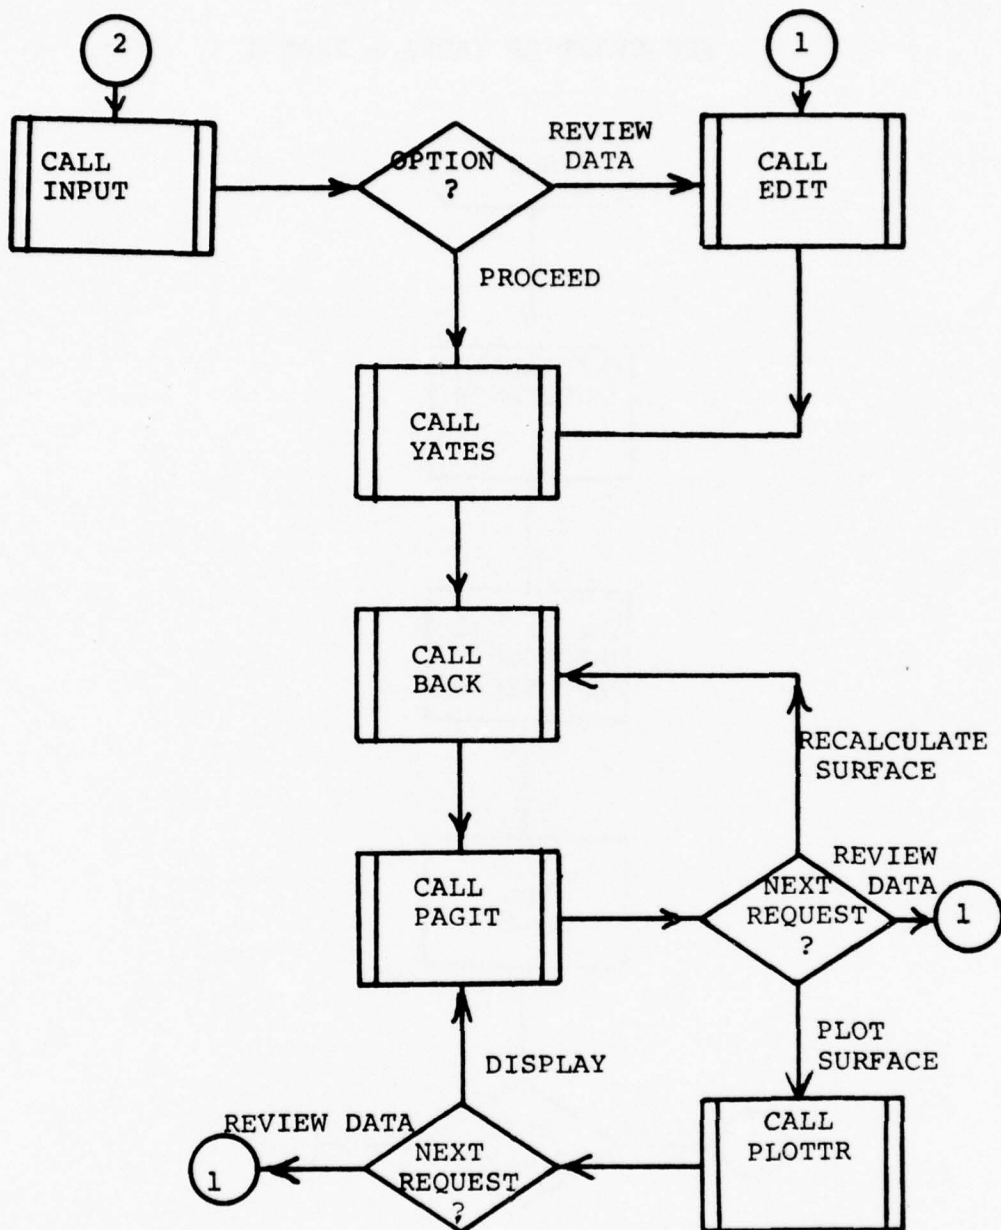 2
1
CALL
INPUT
OPTION
?
REVIEW
DATA
CALL
EDIT
PROCEED
CALL
YATES
CALL
BACK
RECALCULATE
SURFACE
CALL
PAGIT
NEXT
REQUEST
?
REVIEW
DATA
1
PLOT
SURFACE
DISPLAY
CALL
PLOTTR
NEXT
REQUEST
?
REVIEW DATA
1